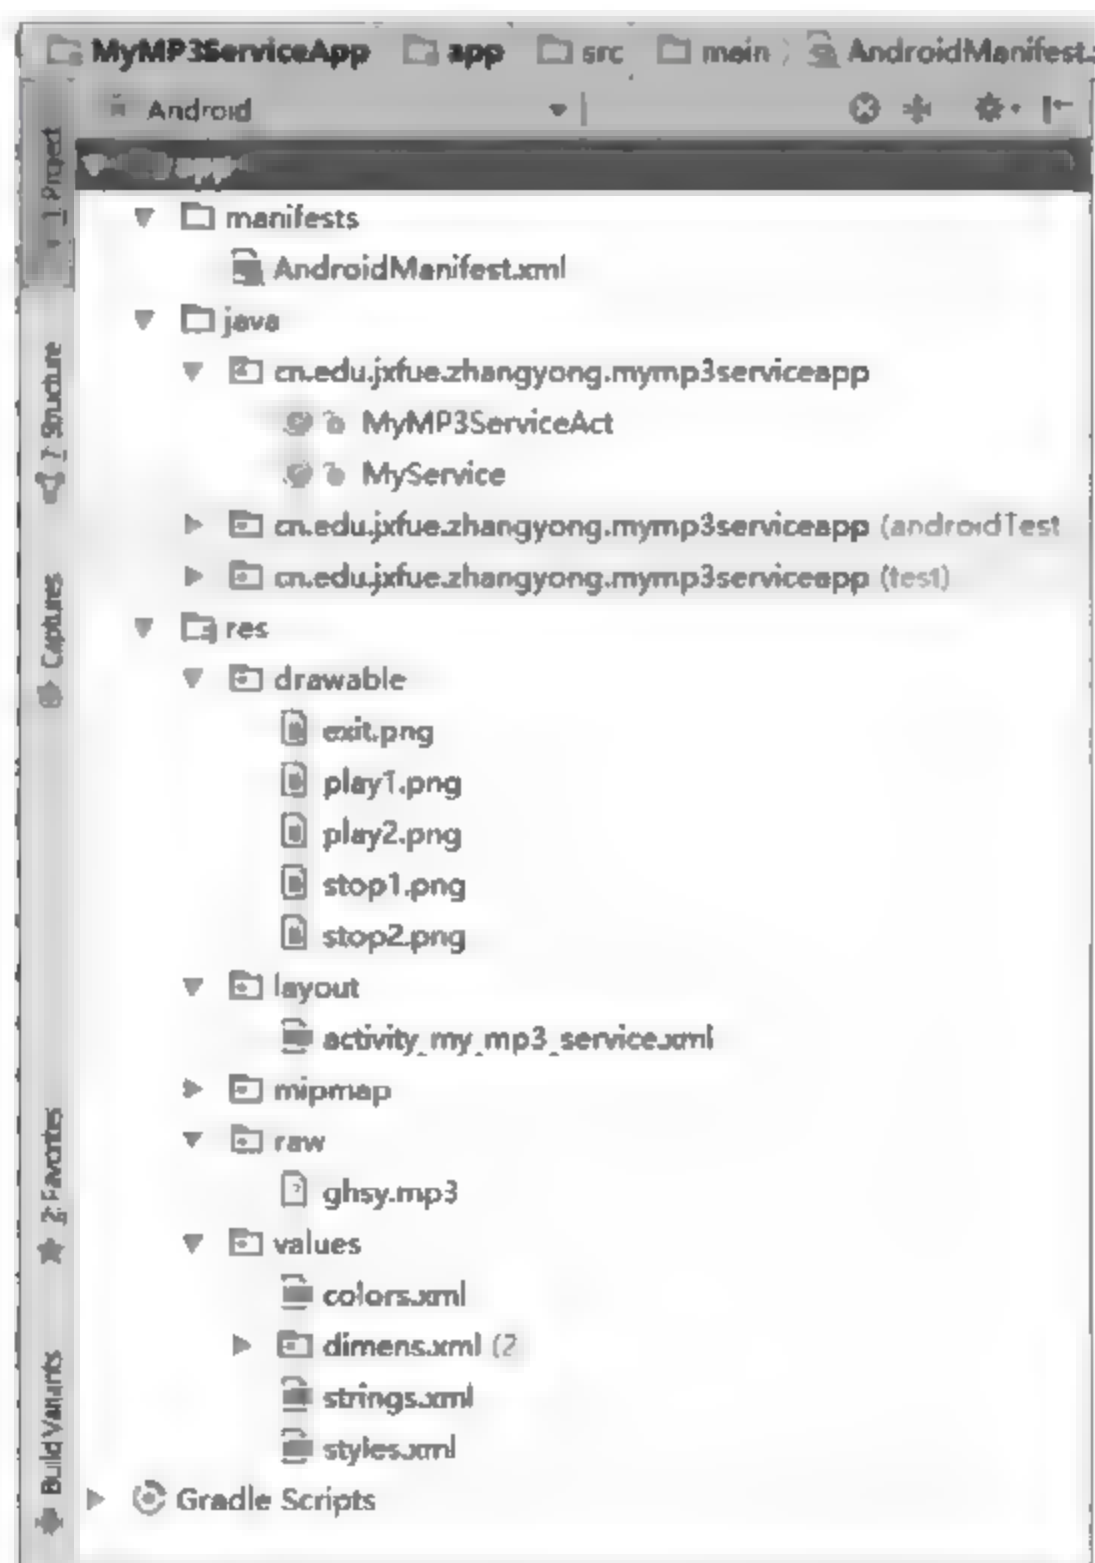 MyMP3ServiceApp app src main AndroidManifest.
Android
app
manifests
AndroidManifest.xml
java
cn.edu.jxfue.zhangyong.mymp3serviceapp
MyMP3ServiceAct
MyService
cn.edu.jxfue.zhangyong.mymp3serviceapp (androidTest
cn.edu.jxfue.zhangyong.mymp3serviceapp (test)
res
drawable
exit.png
play1.png
play2.png
stop1.png
stop2.png
layout
activity_my_mp3_service.xml
mipmap
raw
ghsy.mp3
values
colors.xml
dimens.xml (2
strings.xml
styles.xml
Gradle Scripts
1: Project
7: Structure
Captures
2: Favorites
Build Variants